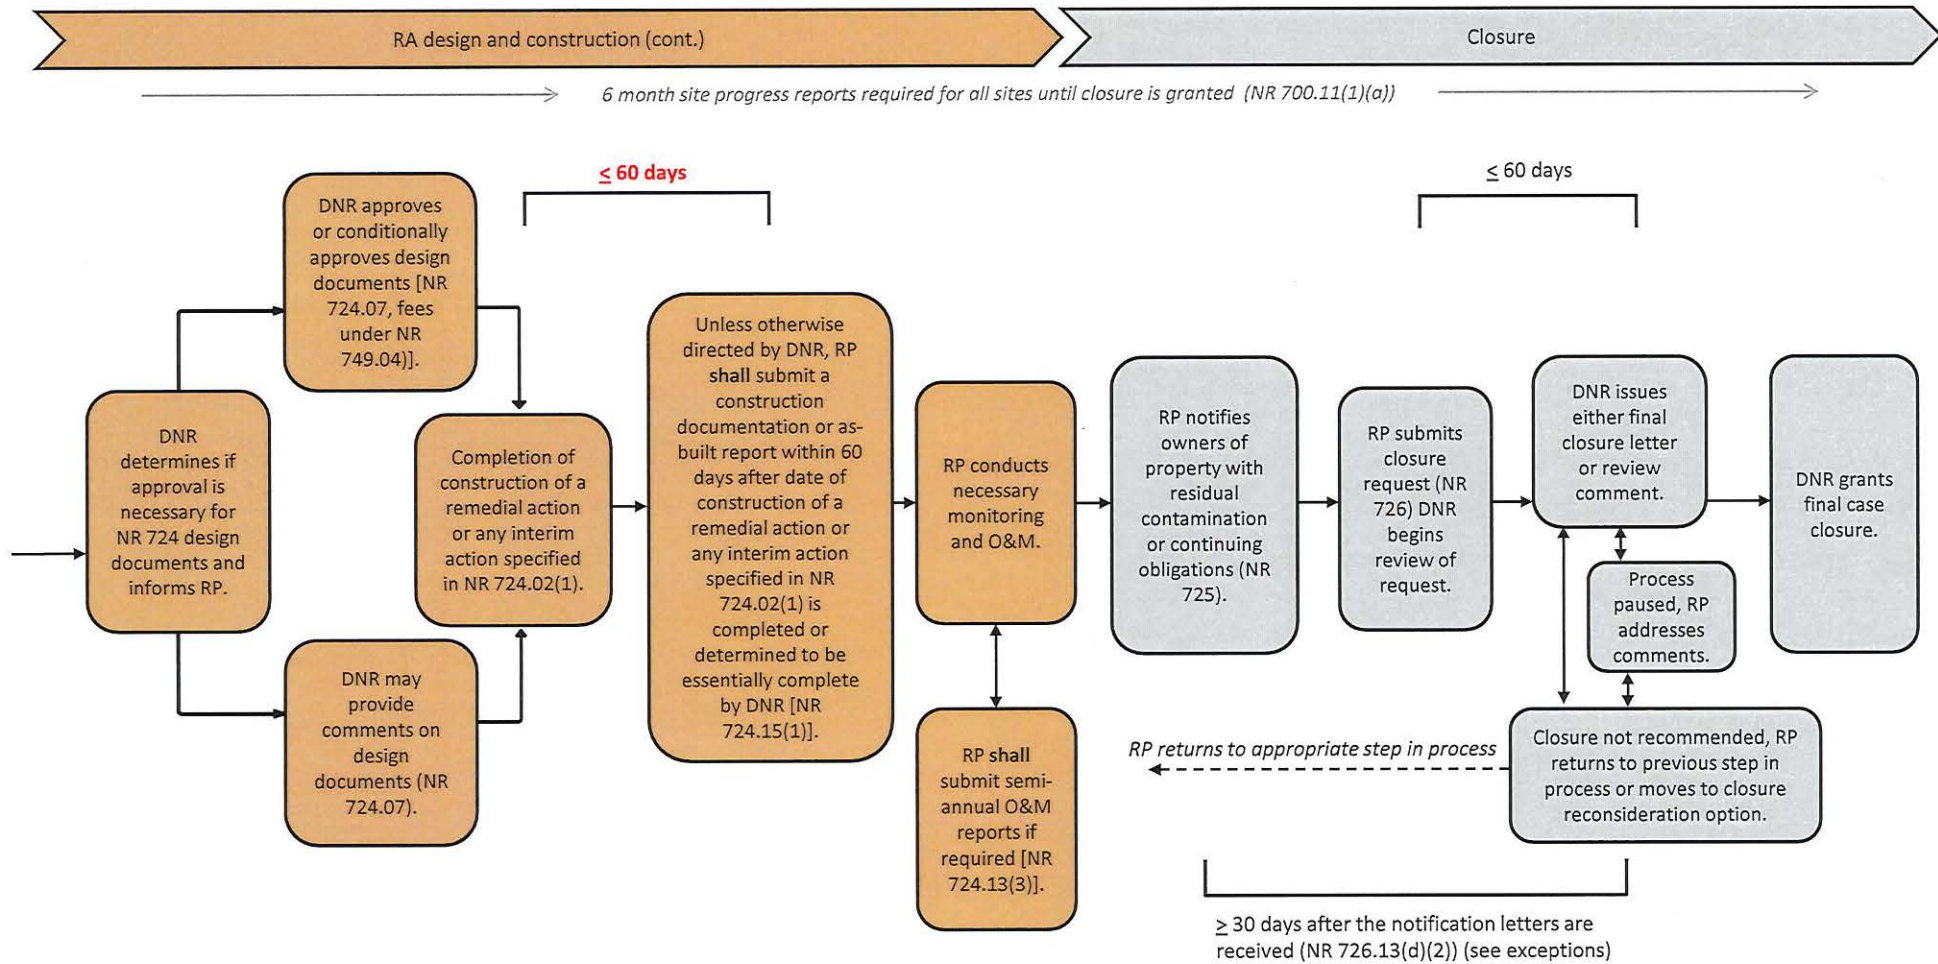 RA design and construction (cont.)
Closure
6 month site progress reports required for all sites until closure is granted (NR 700.11(1)(a))
≤ 60 days
≤ 60 days
DNR approves
or conditionally
approves design
documents [NR
724.07, fees
under NR
749.04)].
DNR
determines if
approval is
necessary for
NR 724 design
documents and
informs RP.
DNR may
provide
comments on
design
documents (NR
724.07).
Completion of
construction of a
remedial action
or any interim
action specified
in NR 724.02(1).
Unless otherwise
directed by DNR, RP
shall submit a
construction
documentation or as-
built report within 60
days after date of
construction of a
remedial action or
any interim action
specified in NR
724.02(1) is
completed or
determined to be
essentially complete
by DNR [NR
724.15(1)].
RP conducts
necessary
monitoring
and O&M.
RP shall
submit semi-
annual O&M
reports if
required [NR
724.13(3)].
RP notifies
owners of
property with
residual
contamination
or continuing
obligations (NR
725).
RP submits
closure
request (NR
726) DNR
begins
review of
request.
DNR issues
either final
closure letter
or review
comment.
Process
paused, RP
addresses
comments.
Closure not recommended, RP
returns to previous step in
process or moves to closure
reconsideration option.
DNR grants
final case
closure.
RP returns to appropriate step in process
≥ 30 days after the notification letters are
received (NR 726.13(d)(2)) (see exceptions)